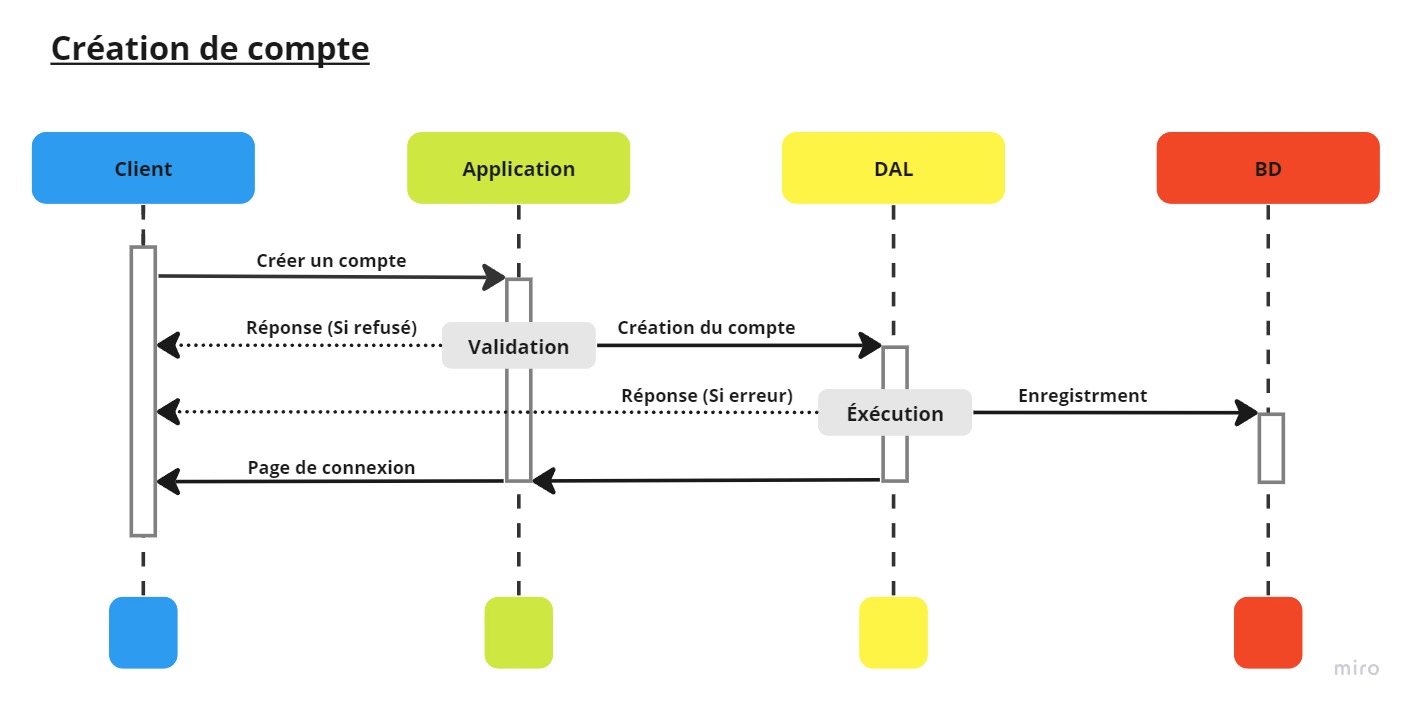 Création de compte
Client
Application
DAL
BD
Créer un compte
Réponse (Si refusé)
Validation
Création du compte
Réponse (Si erreur)
Éxécution
Enregistrment
Page de connexion
miro